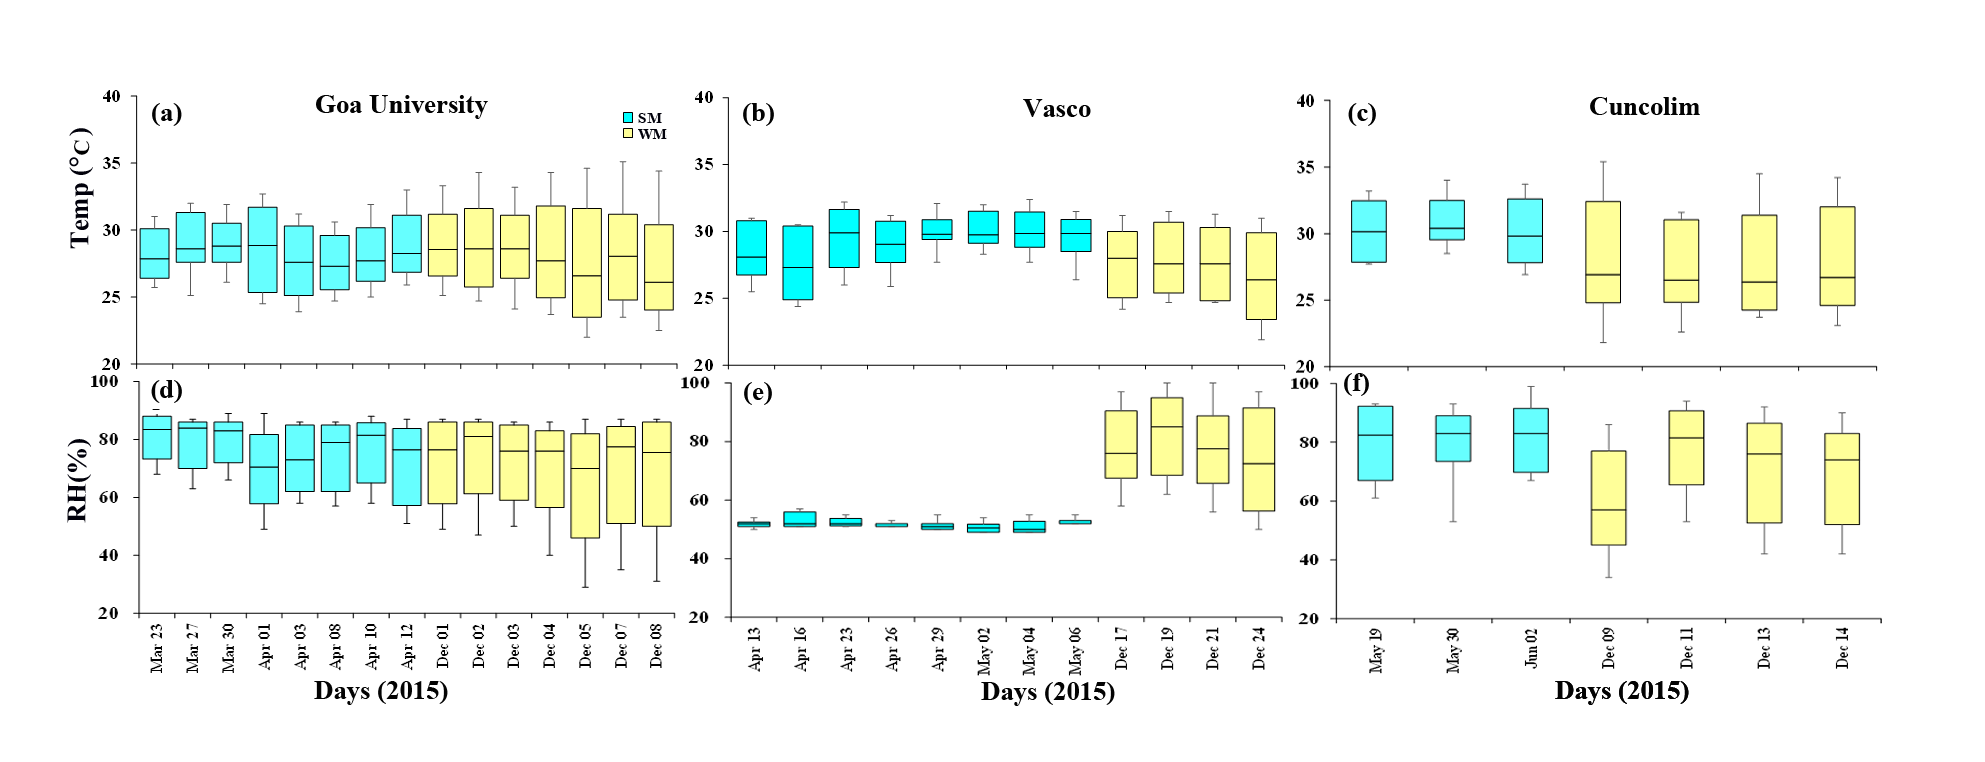 (a) Goa University
SM
WM
Temp (°C)
40
35
30
25
20
(b) Vasco
40
35
30
25
20
(c) Cuncolim
40
35
30
25
20
(d)
RH(%)
100
80
60
40
20
Mar 23
Mar 27
Mar 30
Apr 01
Apr 03
Apr 08
Apr 10
Apr 12
Dec 01
Dec 02
Dec 03
Dec 04
Dec 05
Dec 07
Dec 08
Days (2015)
(e)
100
80
60
40
20
Apr 13
Apr 16
Apr 23
Apr 26
Apr 29
May 02
May 04
May 06
Dec 17
Dec 19
Dec 21
Dec 24
Days (2015)
(f)
100
80
60
40
20
May 19
May 30
Jun 02
Dec 09
Dec 11
Dec 13
Dec 14
Days (2015)